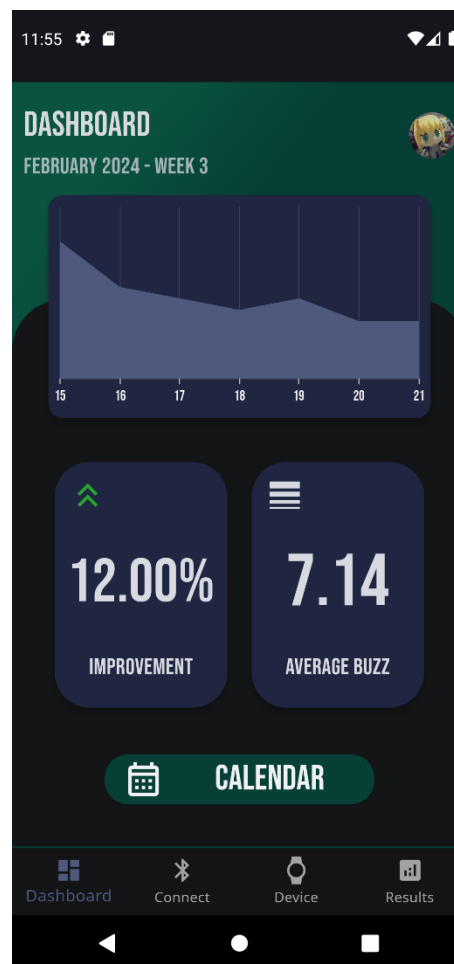 11:55
DASHBOARD
FEBRUARY 2024 - WEEK 3
15 16 17 18 19 20 21
12.00%
7.14
IMPROVEMENT
AVERAGE BUZZ
CALENDAR
Dashboard Connect Device Results